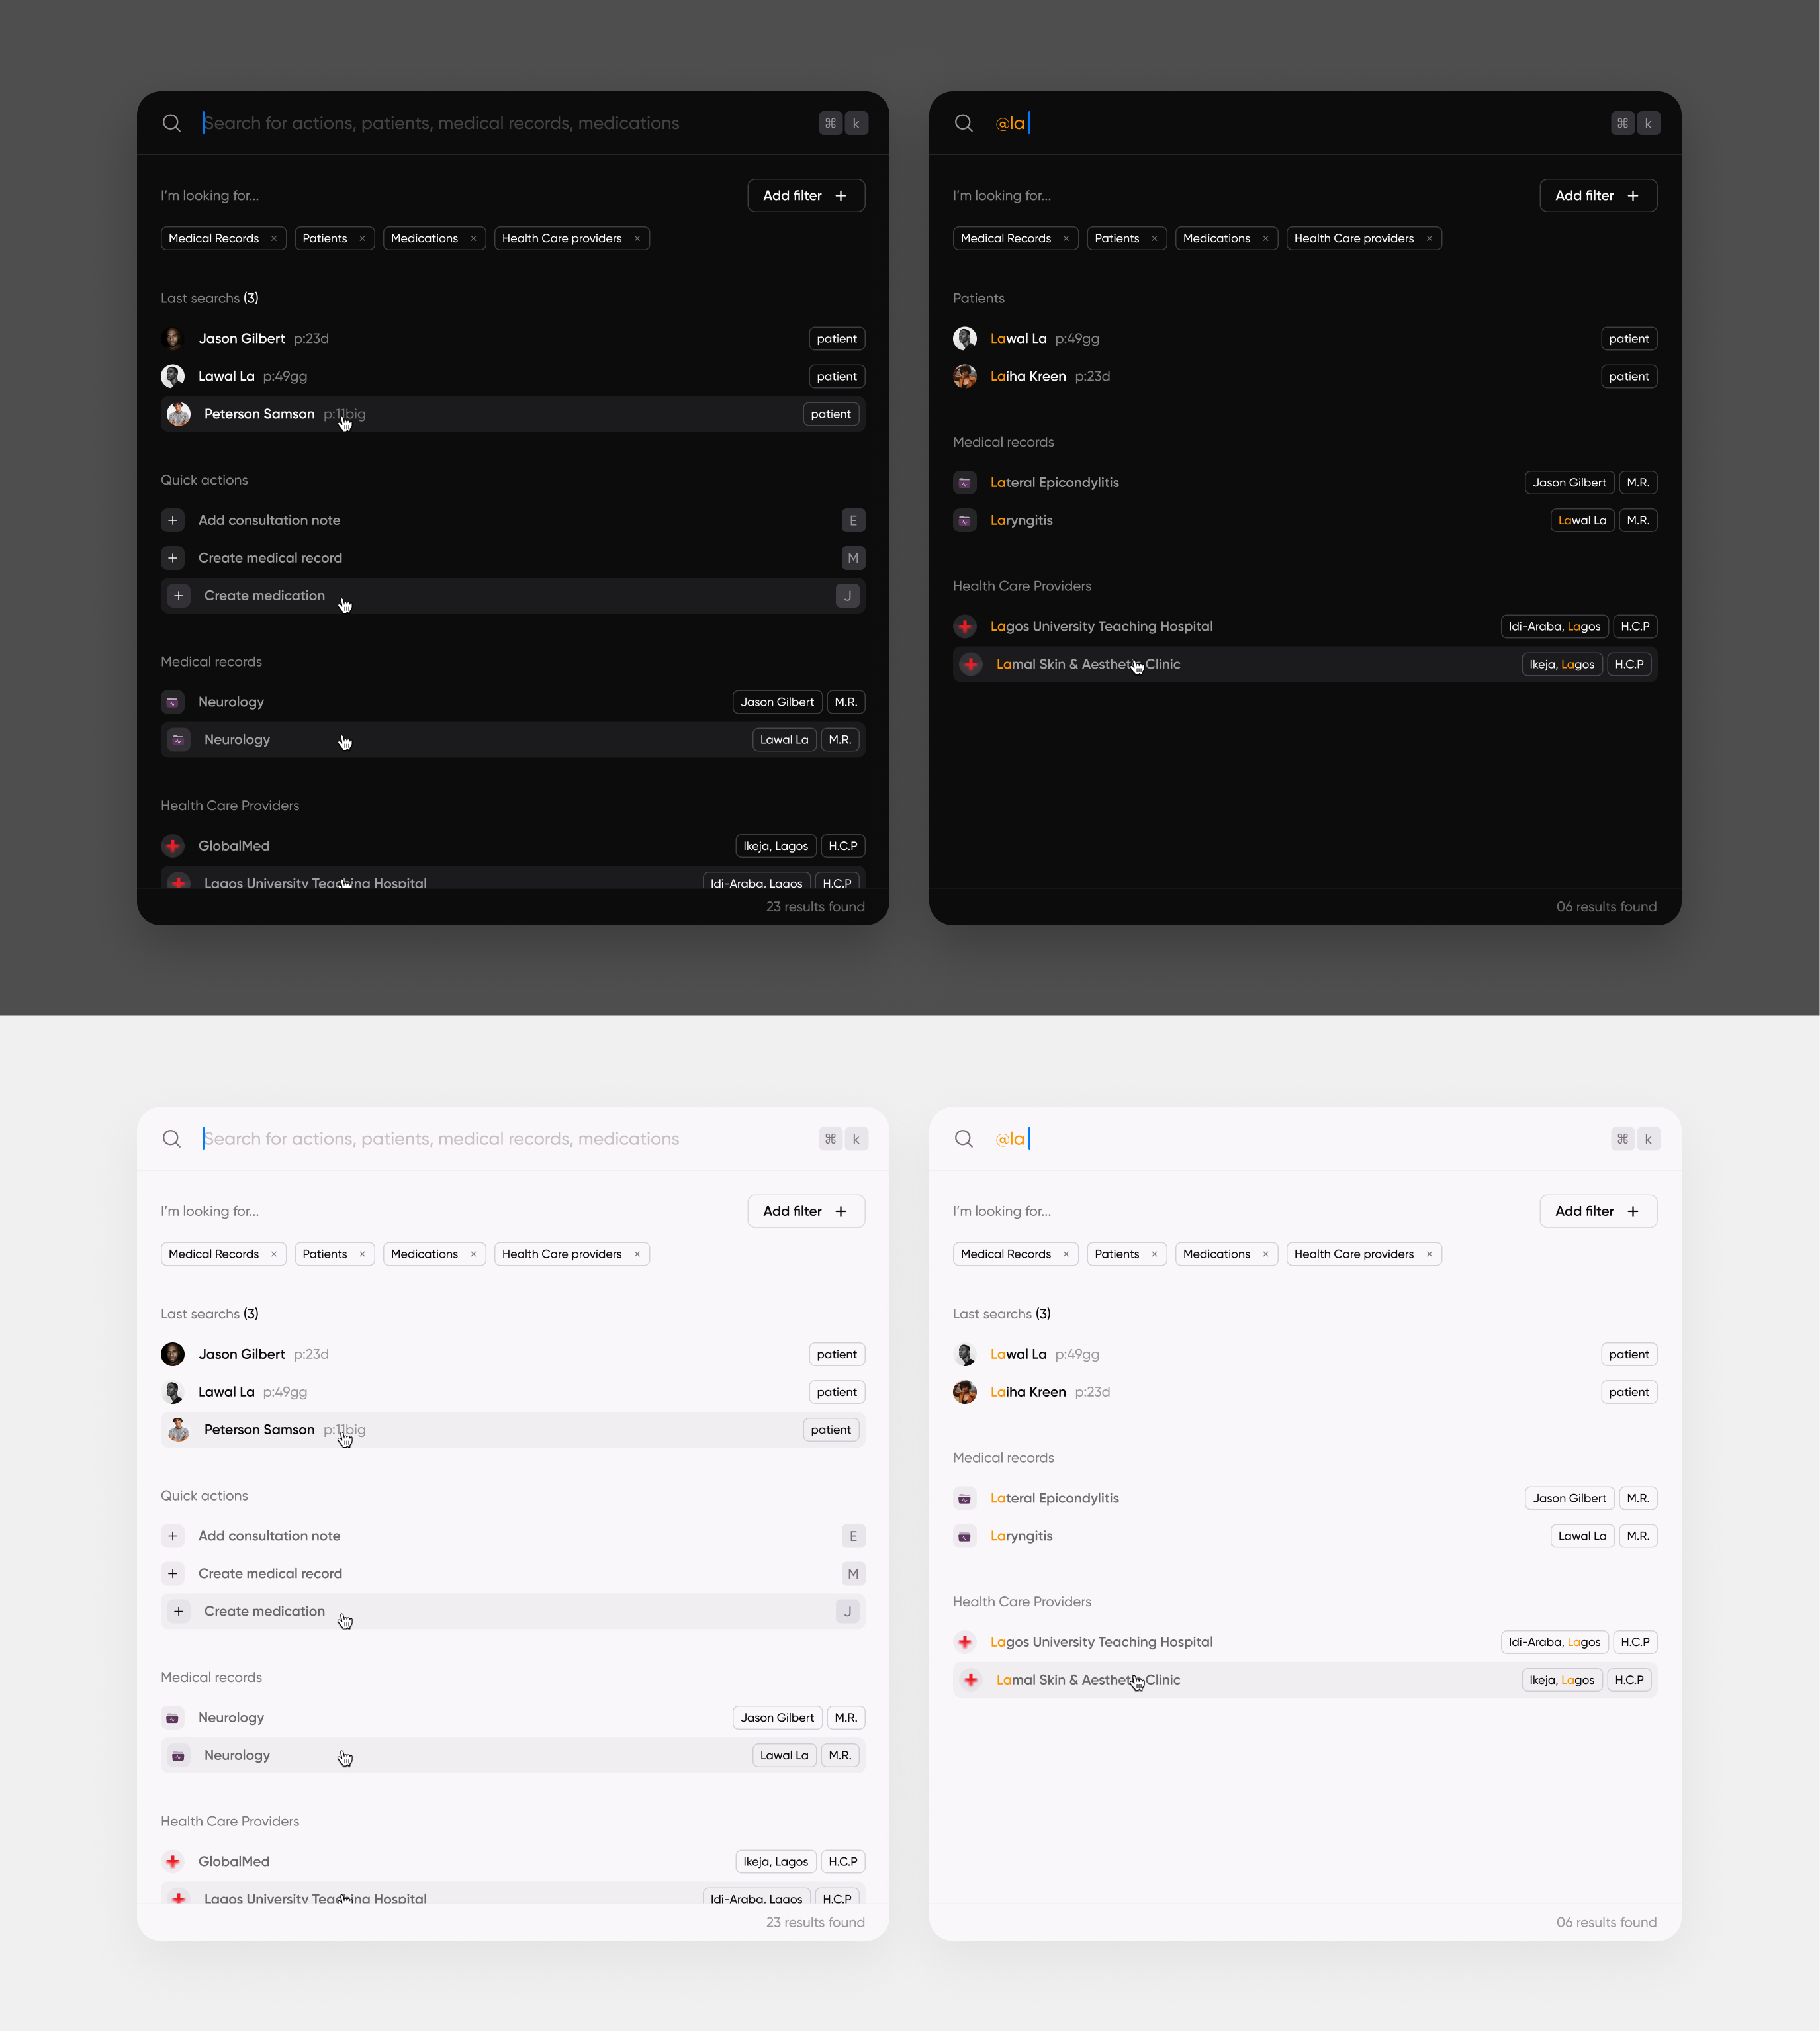 Search for actions, patients, medical records, medications ⌘ k
I'm looking for... Add filter +
Medical Records × Patients × Medications × Health Care providers ×
Last searchs (3)
Jason Gilbert p:23d patient
Lawal La p:49gg patient
Peterson Samson p:11big patient
Quick actions
+ Add consultation note E
+ Create medical record M
+ Create medication J
Medical records
Neurology Jason Gilbert M.R.
Neurology Lawal La M.R.
Health Care Providers
GlobalMed Ikeja, Lagos H.C.P
Lagos University Teaching Hospital Idi-Araba, Lagos H.C.P
23 results found
@la ⌘ k
I'm looking for... Add filter +
Medical Records × Patients × Medications × Health Care providers ×
Patients
Lawal La p:49gg patient
Laiha Kreen p:23d patient
Medical records
Lateral Epicondylitis Jason Gilbert M.R.
Laryngitis Lawal La M.R.
Health Care Providers
Lagos University Teaching Hospital Idi-Araba, Lagos H.C.P
Lamal Skin & Aesthetic Clinic Ikeja, Lagos H.C.P
06 results found
Search for actions, patients, medical records, medications ⌘ k
I'm looking for... Add filter +
Medical Records × Patients × Medications × Health Care providers ×
Last searchs (3)
Jason Gilbert p:23d patient
Lawal La p:49gg patient
Peterson Samson p:11big patient
Quick actions
+ Add consultation note E
+ Create medical record M
+ Create medication J
Medical records
Neurology Jason Gilbert M.R.
Neurology Lawal La M.R.
Health Care Providers
GlobalMed Ikeja, Lagos H.C.P
Lagos University Teaching Hospital Idi-Araba, Lagos H.C.P
23 results found
@la ⌘ k
I'm looking for... Add filter +
Medical Records × Patients × Medications × Health Care providers ×
Last searchs (3)
Lawal La p:49gg patient
Laiha Kreen p:23d patient
Medical records
Lateral Epicondylitis Jason Gilbert M.R.
Laryngitis Lawal La M.R.
Health Care Providers
Lagos University Teaching Hospital Idi-Araba, Lagos H.C.P
Lamal Skin & Aesthetic Clinic Ikeja, Lagos H.C.P
06 results found